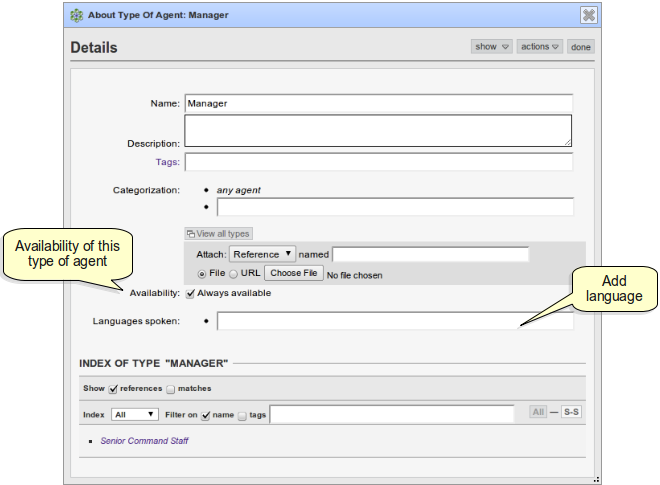 About Type Of Agent: Manager
Details
show actions done
Name: Manager
Description:
Tags:
Categorization: • any agent
•
View all types
Attach: Reference named
File URL Choose File No file chosen
Availability of this
type of agent
Availability: Always available
Add
language
Languages spoken: •
INDEX OF TYPE "MANAGER"
Show references matches
Index All Filter on name tags All — S-S
Senior Command Staff